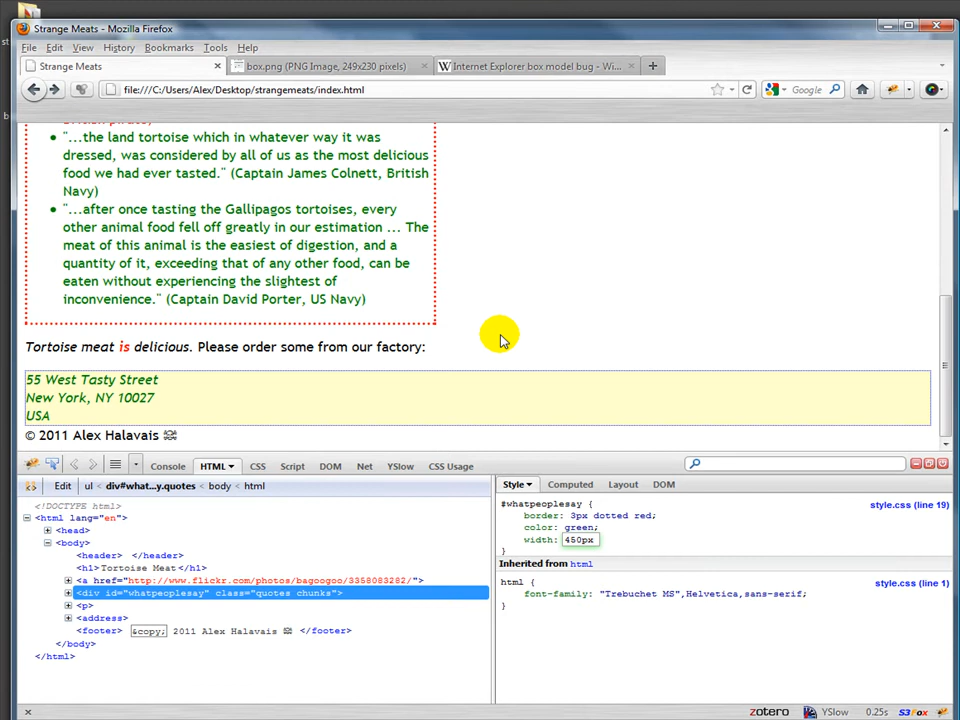 st
b
Strange Meats - Mozilla Firefox
File Edit View History Bookmarks Tools Help
Strange Meats × box.png (PNG Image, 249x230 pixels) × W Internet Explorer box model bug - Wi... × +
file:///C:/Users/Alex/Desktop/strangemeats/index.html Google
• "...the land tortoise which in whatever way it was
dressed, was considered by all of us as the most delicious
food we had ever tasted." (Captain James Colnett, British
Navy)
• "...after once tasting the Gallipagos tortoises, every
other animal food fell off greatly in our estimation ... The
meat of this animal is the easiest of digestion, and a
quantity of it, exceeding that of any other food, can be
eaten without experiencing the slightest of
inconvenience." (Captain David Porter, US Navy)
Tortoise meat is delicious. Please order some from our factory:
55 West Tasty Street
New York, NY 10027
USA
© 2011 Alex Halavais
Console HTML CSS Script DOM Net YSlow CSS Usage
Edit ul < div#what...y.quotes < body < html
<!DOCTYPE html>
<html lang="en">
<head>
<body>
<header> </header>
<h1>Tortoise Meat</h1>
<a href="http://www.flickr.com/photos/bagoogoo/3358083282/">
<div id="whatpeoplesay" class="quotes chunks">
<p>
<address>
<footer> &copy; 2011 Alex Halavais </footer>
</body>
</html>
Style Computed Layout DOM
#whatpeoplesay { style.css (line 19)
border: 3px dotted red;
color: green;
width: 450px
}
Inherited from html
html { style.css (line 1)
font-family: "Trebuchet MS",Helvetica,sans-serif;
}
× zotero YSlow 0.25s S3Fox